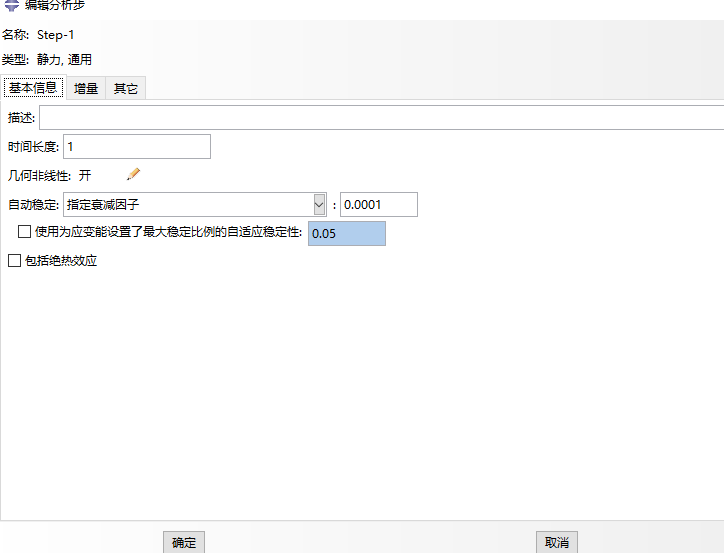 编辑分析步
名称: Step-1
类型: 静力, 通用
基本信息 增量 其它
描述:
时间长度: 1
几何非线性: 开
自动稳定: 指定衰减因子 : 0.0001
使用为应变能设置了最大稳定比例的自适应稳定性: 0.05
包括绝热效应
确定 取消